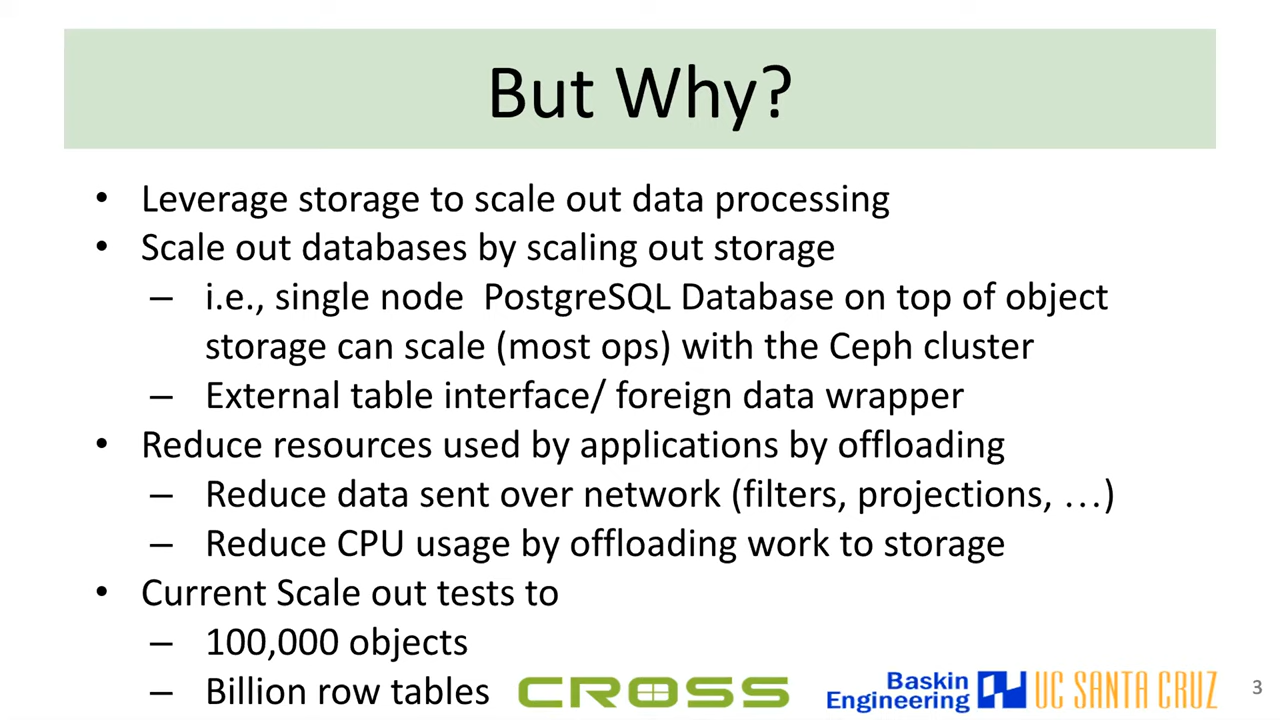 But Why?
• Leverage storage to scale out data processing
• Scale out databases by scaling out storage
– i.e., single node PostgreSQL Database on top of object
storage can scale (most ops) with the Ceph cluster
– External table interface/ foreign data wrapper
• Reduce resources used by applications by offloading
– Reduce data sent over network (filters, projections, …)
– Reduce CPU usage by offloading work to storage
• Current Scale out tests to
– 100,000 objects
– Billion row tables
CROSS
Baskin
Engineering
UC SANTA CRUZ
3